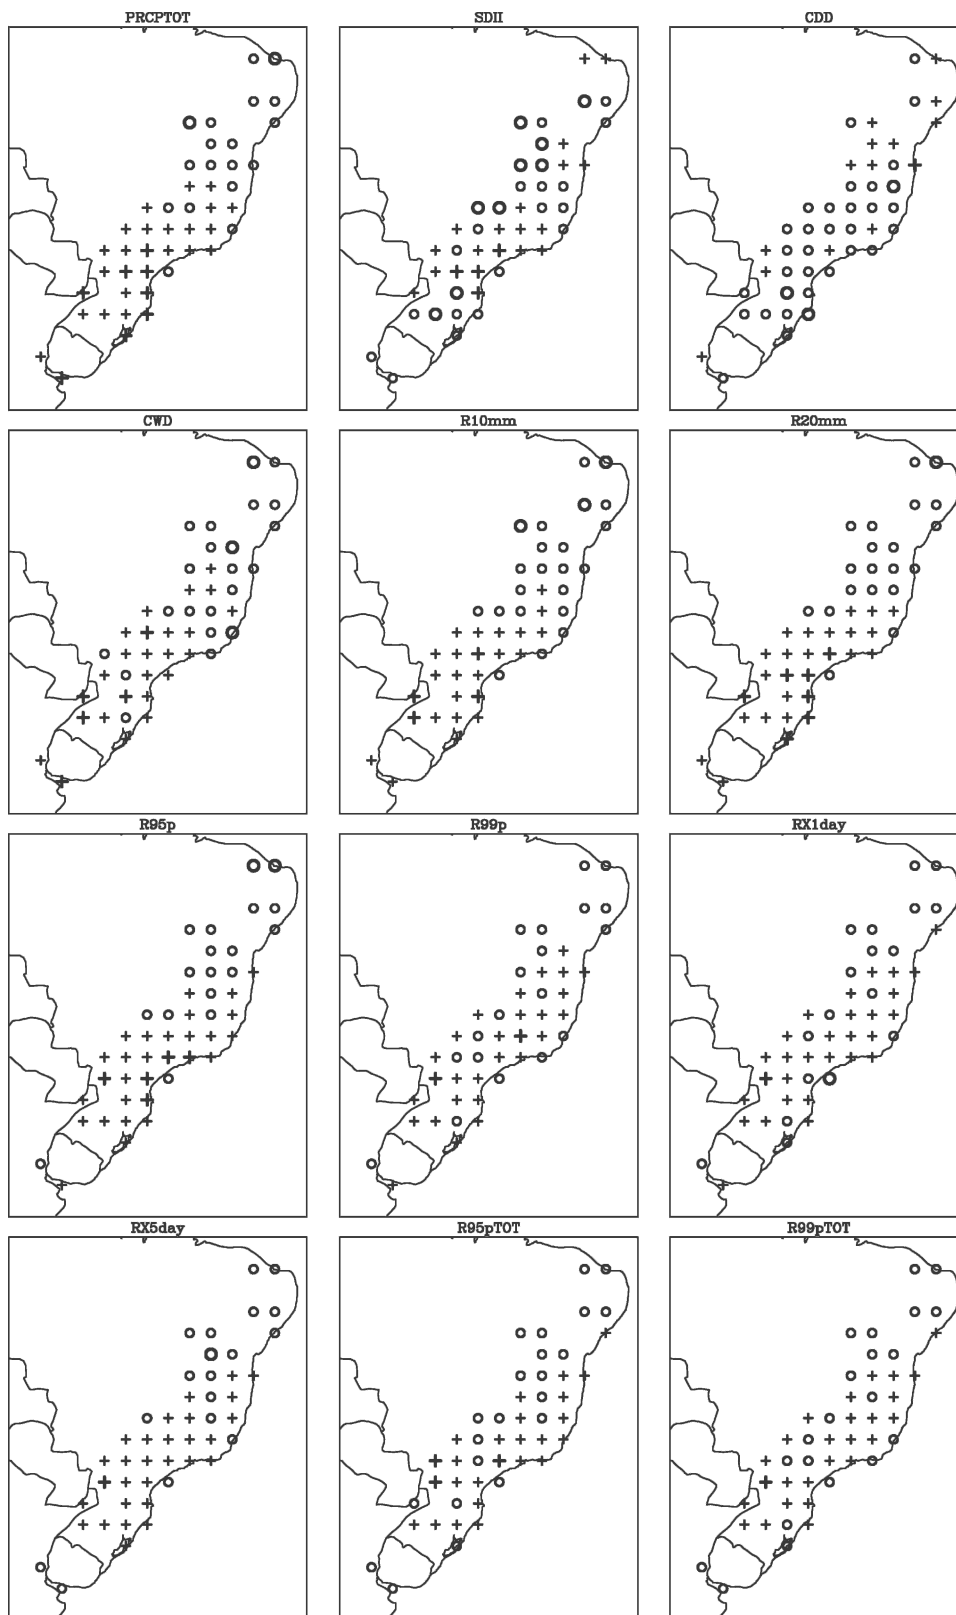 PRCPTOT
SDII
CDD
CWD
R10mm
R20mm
R95p
R99p
RX1day
RX5day
R95pTOT
R99pTOT